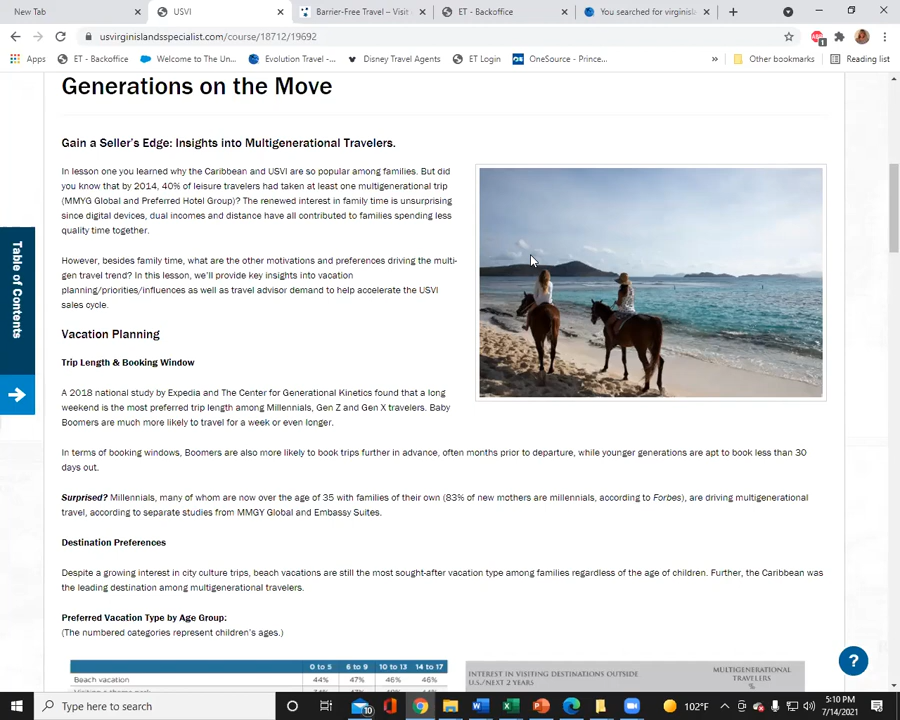 New Tab
USVI
Barrier-Free Travel – Visit
ET - Backoffice
You searched for virginisla
usvirginislandsspecialist.com/course/18712/19692
Apps
ET - Backoffice
Welcome to The Un...
Evolution Travel -...
Disney Travel Agents
ET Login
OneSource - Prince...
»
Other bookmarks
Reading list
Generations on the Move
Gain a Seller's Edge: Insights into Multigenerational Travelers.
In lesson one you learned why the Caribbean and USVI are so popular among families. But did
you know that by 2014, 40% of leisure travelers had taken at least one multigenerational trip
(MMYG Global and Preferred Hotel Group)? The renewed interest in family time is unsurprising
since digital devices, dual incomes and distance have all contributed to families spending less
quality time together.
However, besides family time, what are the other motivations and preferences driving the multi-
gen travel trend? In this lesson, we'll provide key insights into vacation
planning/priorities/influences as well as travel advisor demand to help accelerate the USVI
sales cycle.
Table of Contents
Vacation Planning
Trip Length & Booking Window
A 2018 national study by Expedia and The Center for Generational Kinetics found that a long
weekend is the most preferred trip length among Millennials, Gen Z and Gen X travelers. Baby
Boomers are much more likely to travel for a week or even longer.
In terms of booking windows, Boomers are also more likely to book trips further in advance, often months prior to departure, while younger generations are apt to book less than 30
days out.
Surprised? Millennials, many of whom are now over the age of 35 with families of their own (83% of new mothers are millennials, according to Forbes), are driving multigenerational
travel, according to separate studies from MMGY Global and Embassy Suites.
Destination Preferences
Despite a growing interest in city culture trips, beach vacations are still the most sought-after vacation type among families regardless of the age of children. Further, the Caribbean was
the leading destination among multigenerational travelers.
Preferred Vacation Type by Age Group:
(The numbered categories represent children's ages.)
0 to 5 6 to 9 10 to 13 14 to 17
Beach vacation 44% 47% 46% 46%
INTEREST IN VISITING DESTINATIONS OUTSIDE
U.S./NEXT 2 YEARS
MULTIGENERATIONAL
TRAVELERS
%
?
Type here to search
10
102°F
5:10 PM
7/14/2021